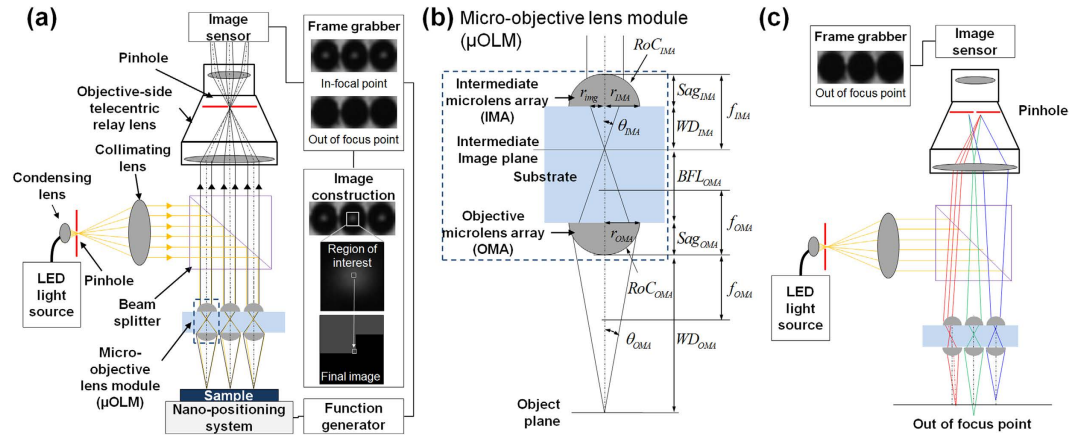 (a)
Image
sensor
Pinhole
Objective-side
telecentric
relay lens
Collimating
lens
Condensing
lens
LED
light
source
Pinhole
Beam
splitter
Micro-
objective
lens module
(µOLM)
Sample
Nano-positioning
system
Function
generator
Frame grabber
In-focal point
Out of focus point
Image
construction
Region of
interest
Final image
(b)
Micro-objective lens module
(µOLM)
RoC_IMA
Intermediate
microlens array
(IMA)
r_img
r_IMA
Sag_IMA
f_IMA
θ_IMA
WD_IMA
Intermediate
Image plane
Substrate
BFL_OMA
f_OMA
Objective
microlens array
(OMA)
r_OMA
Sag_OMA
RoC_OMA
f_OMA
θ_OMA
WD_OMA
Object
plane
(c)
Frame grabber
Out of focus point
Image
sensor
Pinhole
LED
light
source
Out of focus point